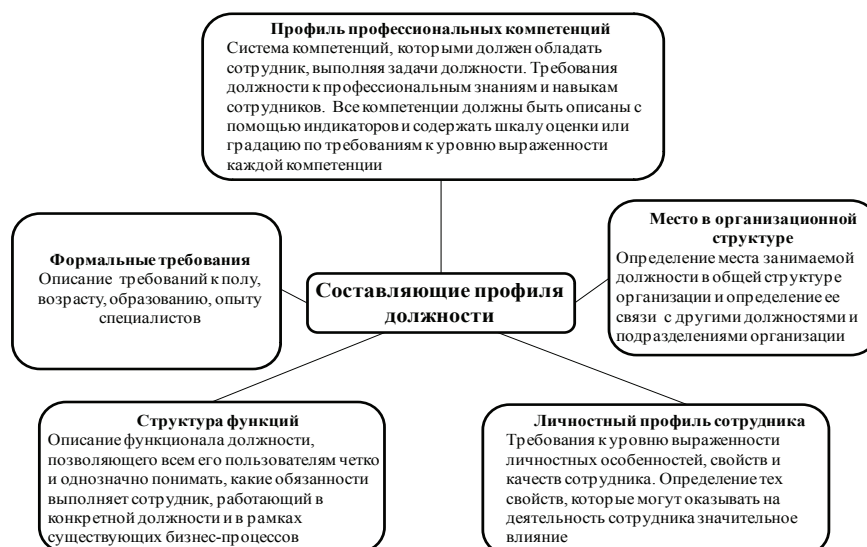 Профиль профессиональных компетенций
Система компетенций, которыми должен обладать
сотрудник, выполняя задачи должности. Требования
должности к профессиональным знаниям и навыкам
сотрудников. Все компетенции должны быть описаны с
помощью индикаторов и содержать шкалу оценки или
градацию по требованиям к уровню выраженности
каждой компетенции
Формальные требования
Описание требований к полу,
возрасту, образованию, опыту
специалистов
Составляющие профиля
должности
Место в организационной
структуре
Определение места занимаемой
должности в общей структуре
организации и определение ее
связи с другими должностями и
подразделениями организации
Структура функций
Описание функционала должности,
позволяющего всем его пользователям четко
и однозначно понимать, какие обязанности
выполняет сотрудник, работающий в
конкретной должности и в рамках
существующих бизнес-процессов
Личностный профиль сотрудника
Требования к уровню выраженности
личностных особенностей, свойств и
качеств сотрудника. Определение тех
свойств, которые могут оказывать на
деятельность сотрудника значительное
влияние